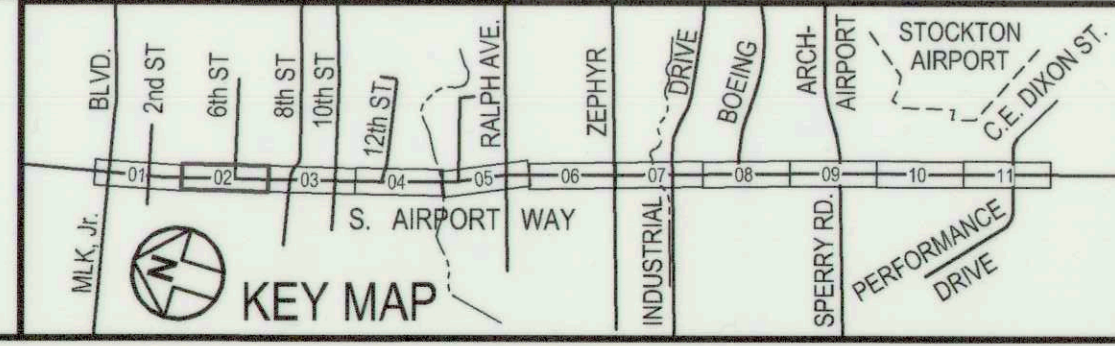 MLK, Jr. BLVD.
2nd ST
6th ST
8th ST
10th ST
12th ST.
RALPH AVE.
ZEPHYR
INDUSTRIAL DRIVE
BOEING
ARCH-
AIRPORT
SPERRY RD.
STOCKTON
AIRPORT
C.E. DIXON ST.
PERFORMANCE
DRIVE
01
02
03
04
05
06
07
08
09
10
11
S. AIRPORT WAY
N
KEY MAP